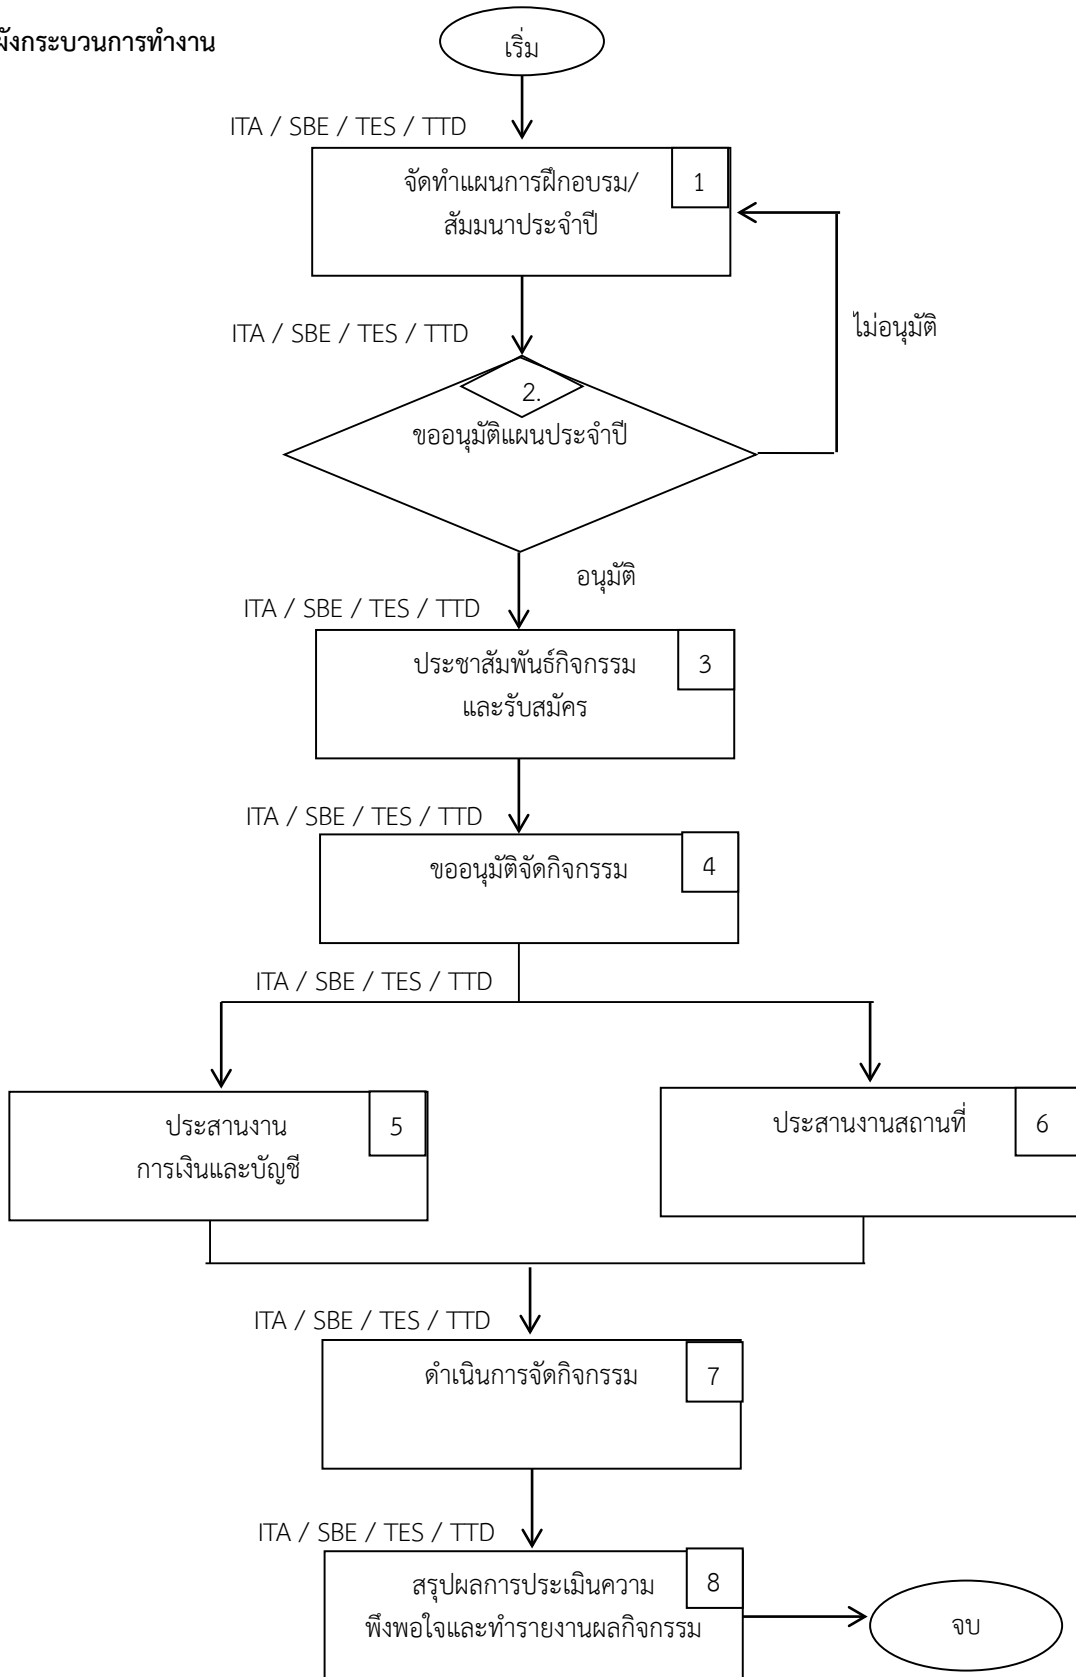 ผังกระบวนการทำงาน
เริ่ม
ITA / SBE / TES / TTD
จัดทำแผนการฝึกอบรม/
สัมมนาประจำปี
1
ITA / SBE / TES / TTD
ไม่อนุมัติ
2.
ขออนุมัติแผนประจำปี
อนุมัติ
ITA / SBE / TES / TTD
ประชาสัมพันธ์กิจกรรม
และรับสมัคร
3
ITA / SBE / TES / TTD
ขออนุมัติจัดกิจกรรม
4
ITA / SBE / TES / TTD
ประสานงาน
การเงินและบัญชี
5
ประสานงานสถานที่
6
ITA / SBE / TES / TTD
ดำเนินการจัดกิจกรรม
7
ITA / SBE / TES / TTD
สรุปผลการประเมินความ
พึงพอใจและทำรายงานผลกิจกรรม
8
จบ